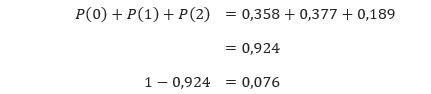 P(0) + P(1) + P(2) = 0,358 + 0,377 + 0,189
= 0,924
1 − 0,924 = 0,076